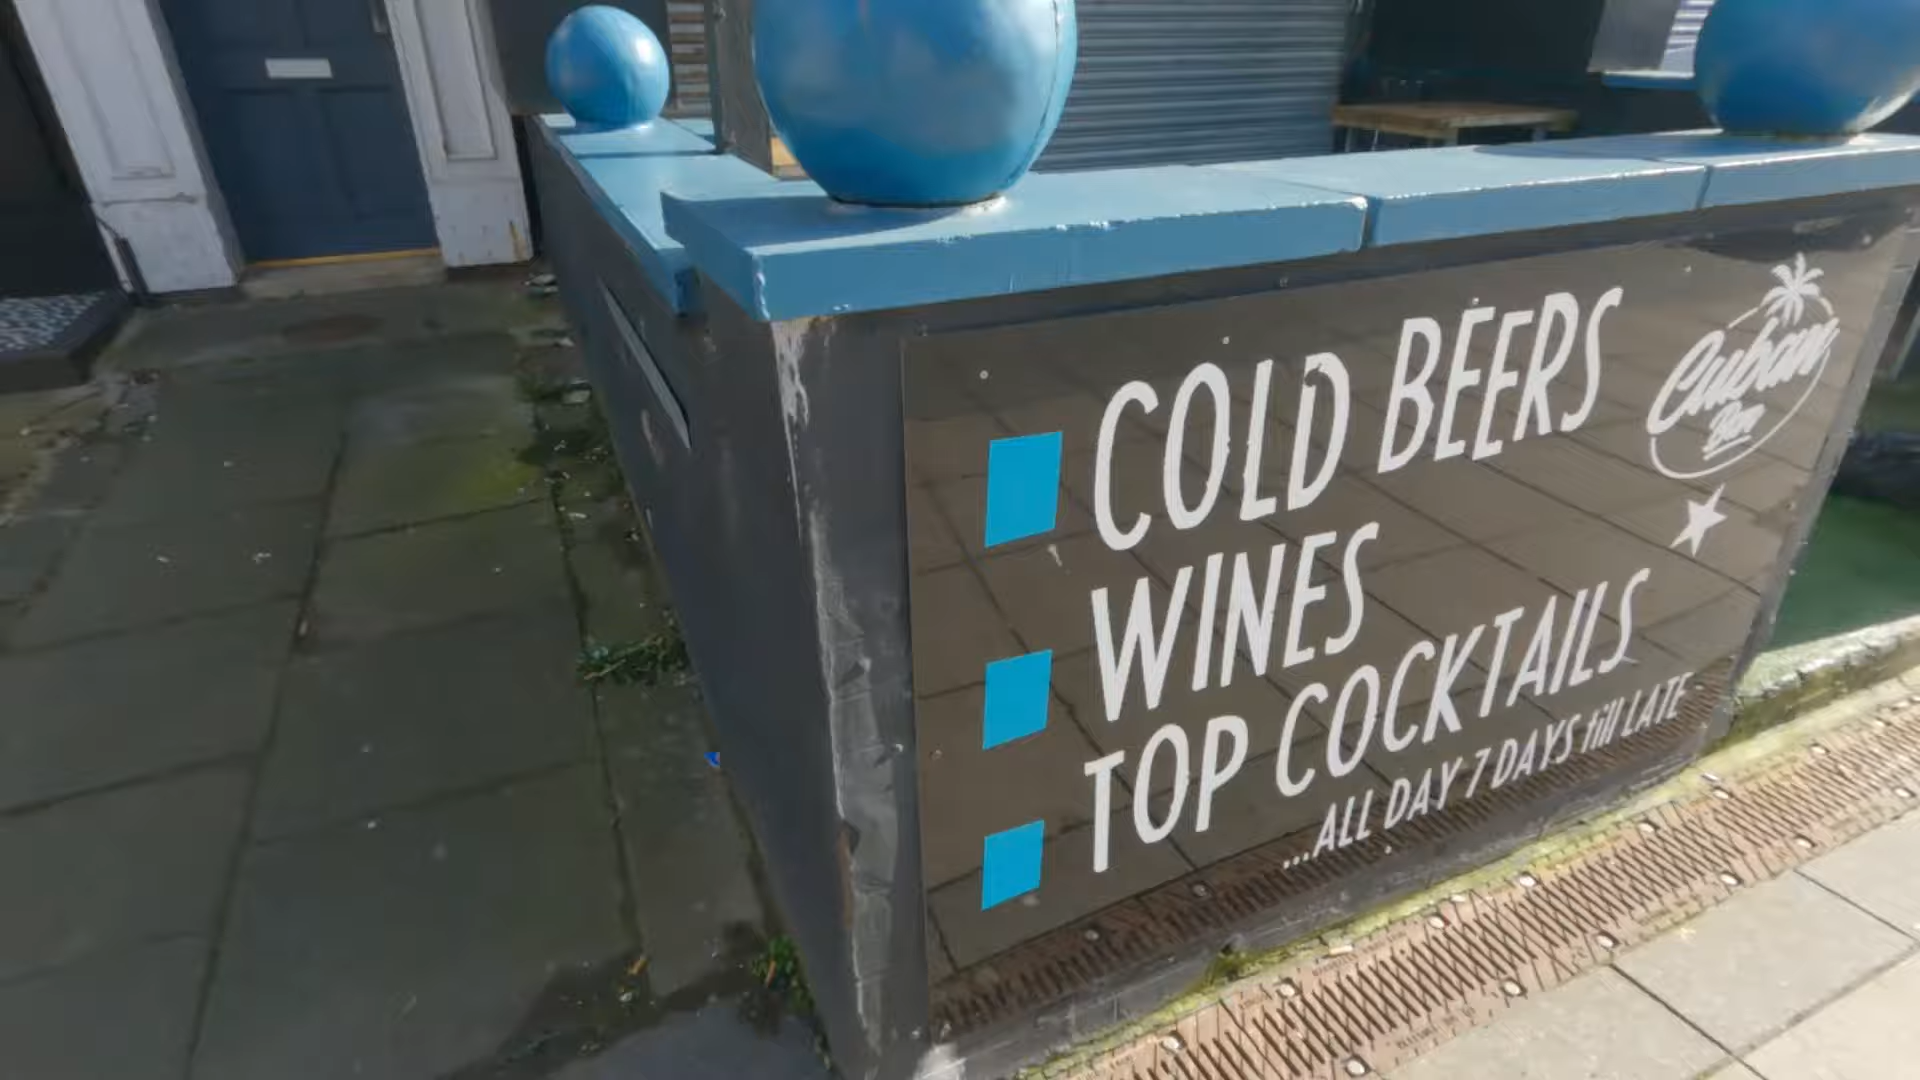 COLD BEERS
WINES
TOP COCKTAILS
...ALL DAY 7 DAYS till LATE
Cuban
Bar